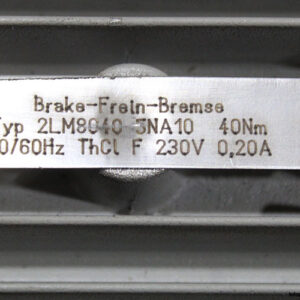 Brake-Frein-Bremse
Typ 2LM8040-3NA10 40Nm
0/60Hz ThCl F 230V 0,20A